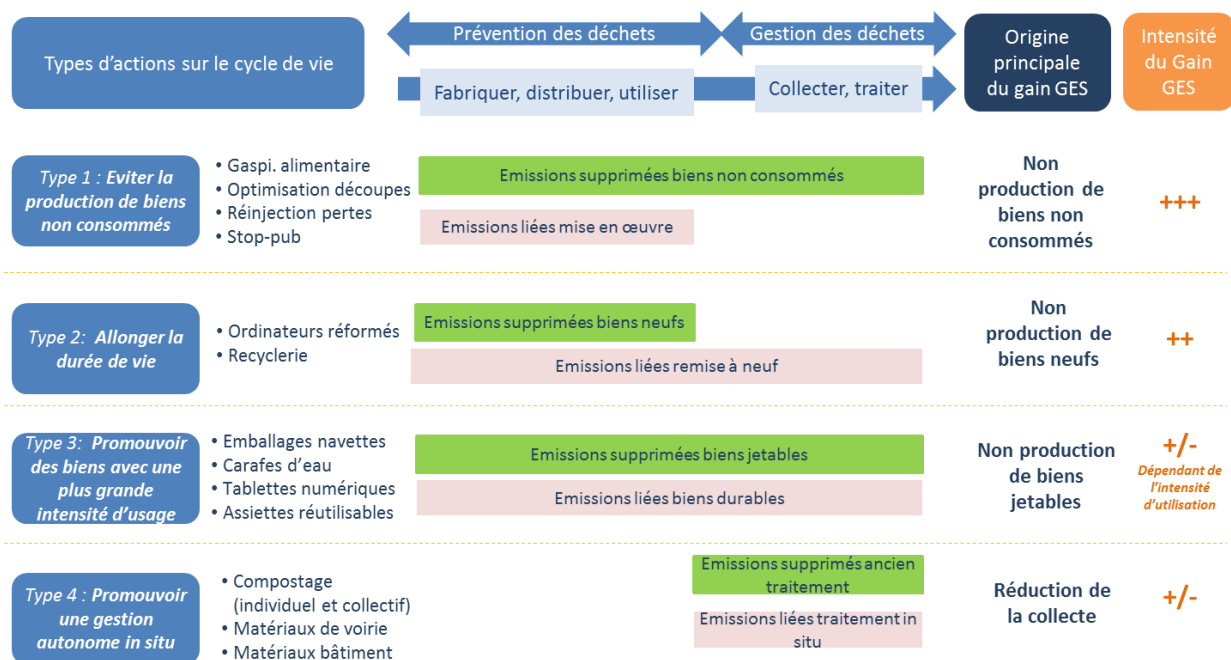 Types d'actions sur le cycle de vie
Prévention des déchets
Gestion des déchets
Fabriquer, distribuer, utiliser
Collecter, traiter
Origine
principale
du gain GES
Intensité
du Gain
GES
Type 1 : Eviter la
production de biens
non consommés
• Gaspi. alimentaire
• Optimisation découpes
• Réinjection pertes
• Stop-pub
Emissions supprimées biens non consommés
Emissions liées mise en œuvre
Non
production de
biens non
consommés
+++
Type 2: Allonger la
durée de vie
• Ordinateurs réformés
• Recyclerie
Emissions supprimées biens neufs
Emissions liées remise à neuf
Non
production de
biens neufs
++
Type 3: Promouvoir
des biens avec une
plus grande
intensité d'usage
• Emballages navettes
• Carafes d'eau
• Tablettes numériques
• Assiettes réutilisables
Emissions supprimées biens jetables
Emissions liées biens durables
Non production
de biens
jetables
+/-
Dépendant de
l'intensité
d'utilisation
Type 4 : Promouvoir
une gestion
autonome in situ
• Compostage
(individuel et collectif)
• Matériaux de voirie
• Matériaux bâtiment
Emissions supprimés ancien
traitement
Emissions liées traitement in
situ
Réduction de
la collecte
+/-